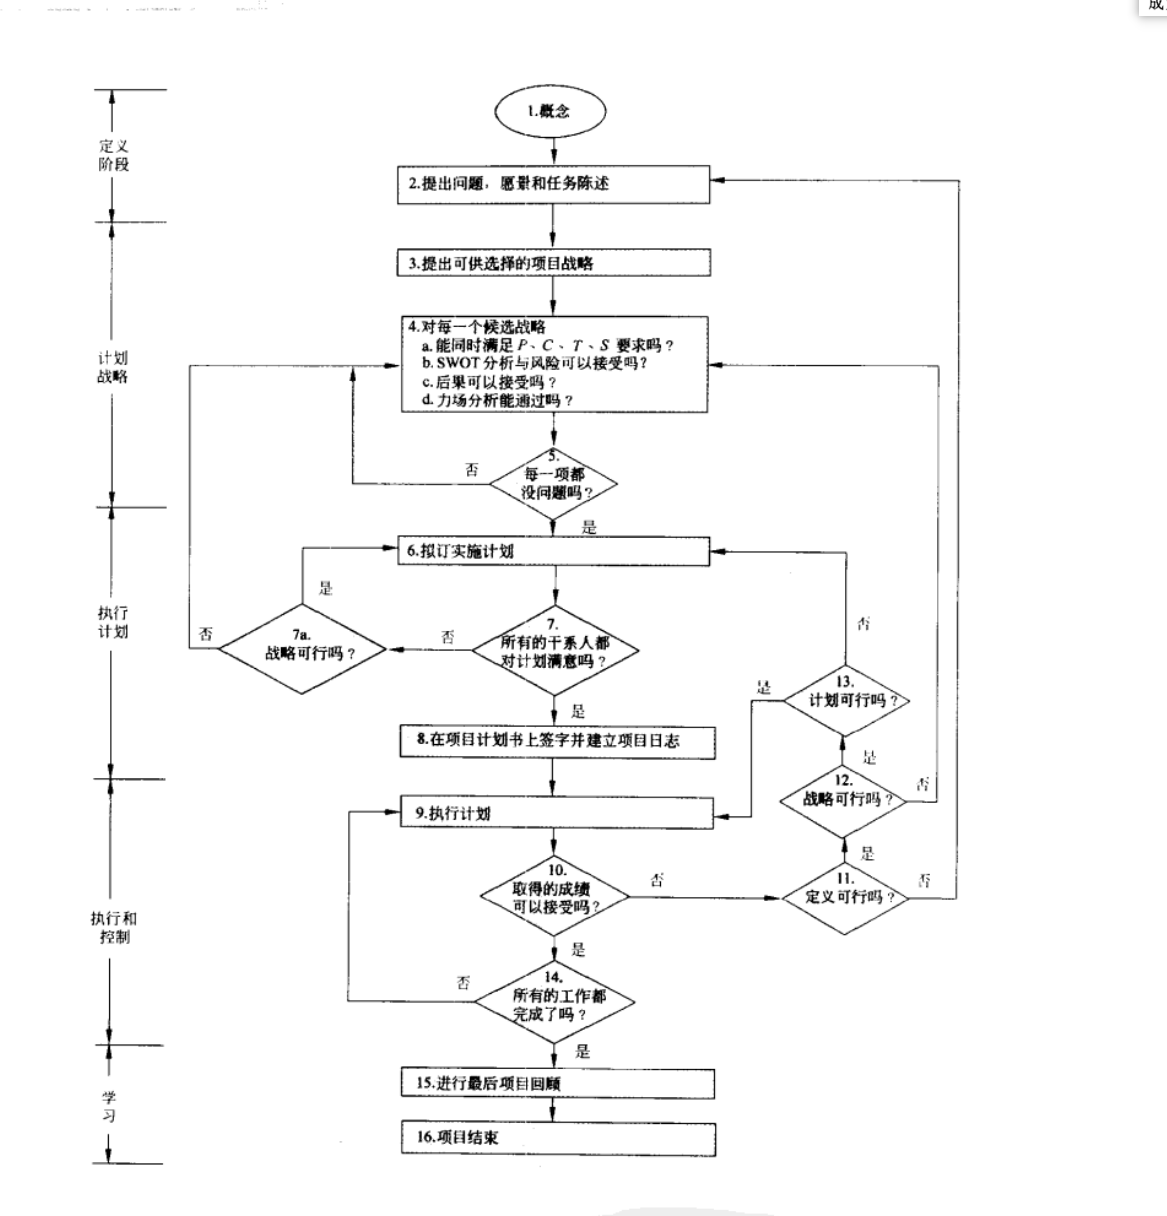 成
1.概念
定义
阶段
2.提出问题，愿景和任务陈述
3.提出可供选择的项目战略
计划
战略
4.对每一个候选战略
a.能同时满足 P、C、T、S 要求吗？
b.SWOT 分析与风险可以接受吗？
c.后果可以接受吗？
d.力场分析能通过吗？
否
5.
每一项都
没问题吗？
是
6.拟订实施计划
是
执行
计划
否
7a.
战略可行吗？
否
7.
所有的干系人都
对计划满意吗？
否
是
13.
计划可行吗？
是
8.在项目计划书上签字并建立项目日志
是
12.
战略可行吗？
否
9.执行计划
是
执行和
控制
10.
取得的成绩
可以接受吗？
否
11.
定义可行吗？
否
是
否
14.
所有的工作都
完成了吗？
是
学
习
15.进行最后项目回顾
16.项目结束